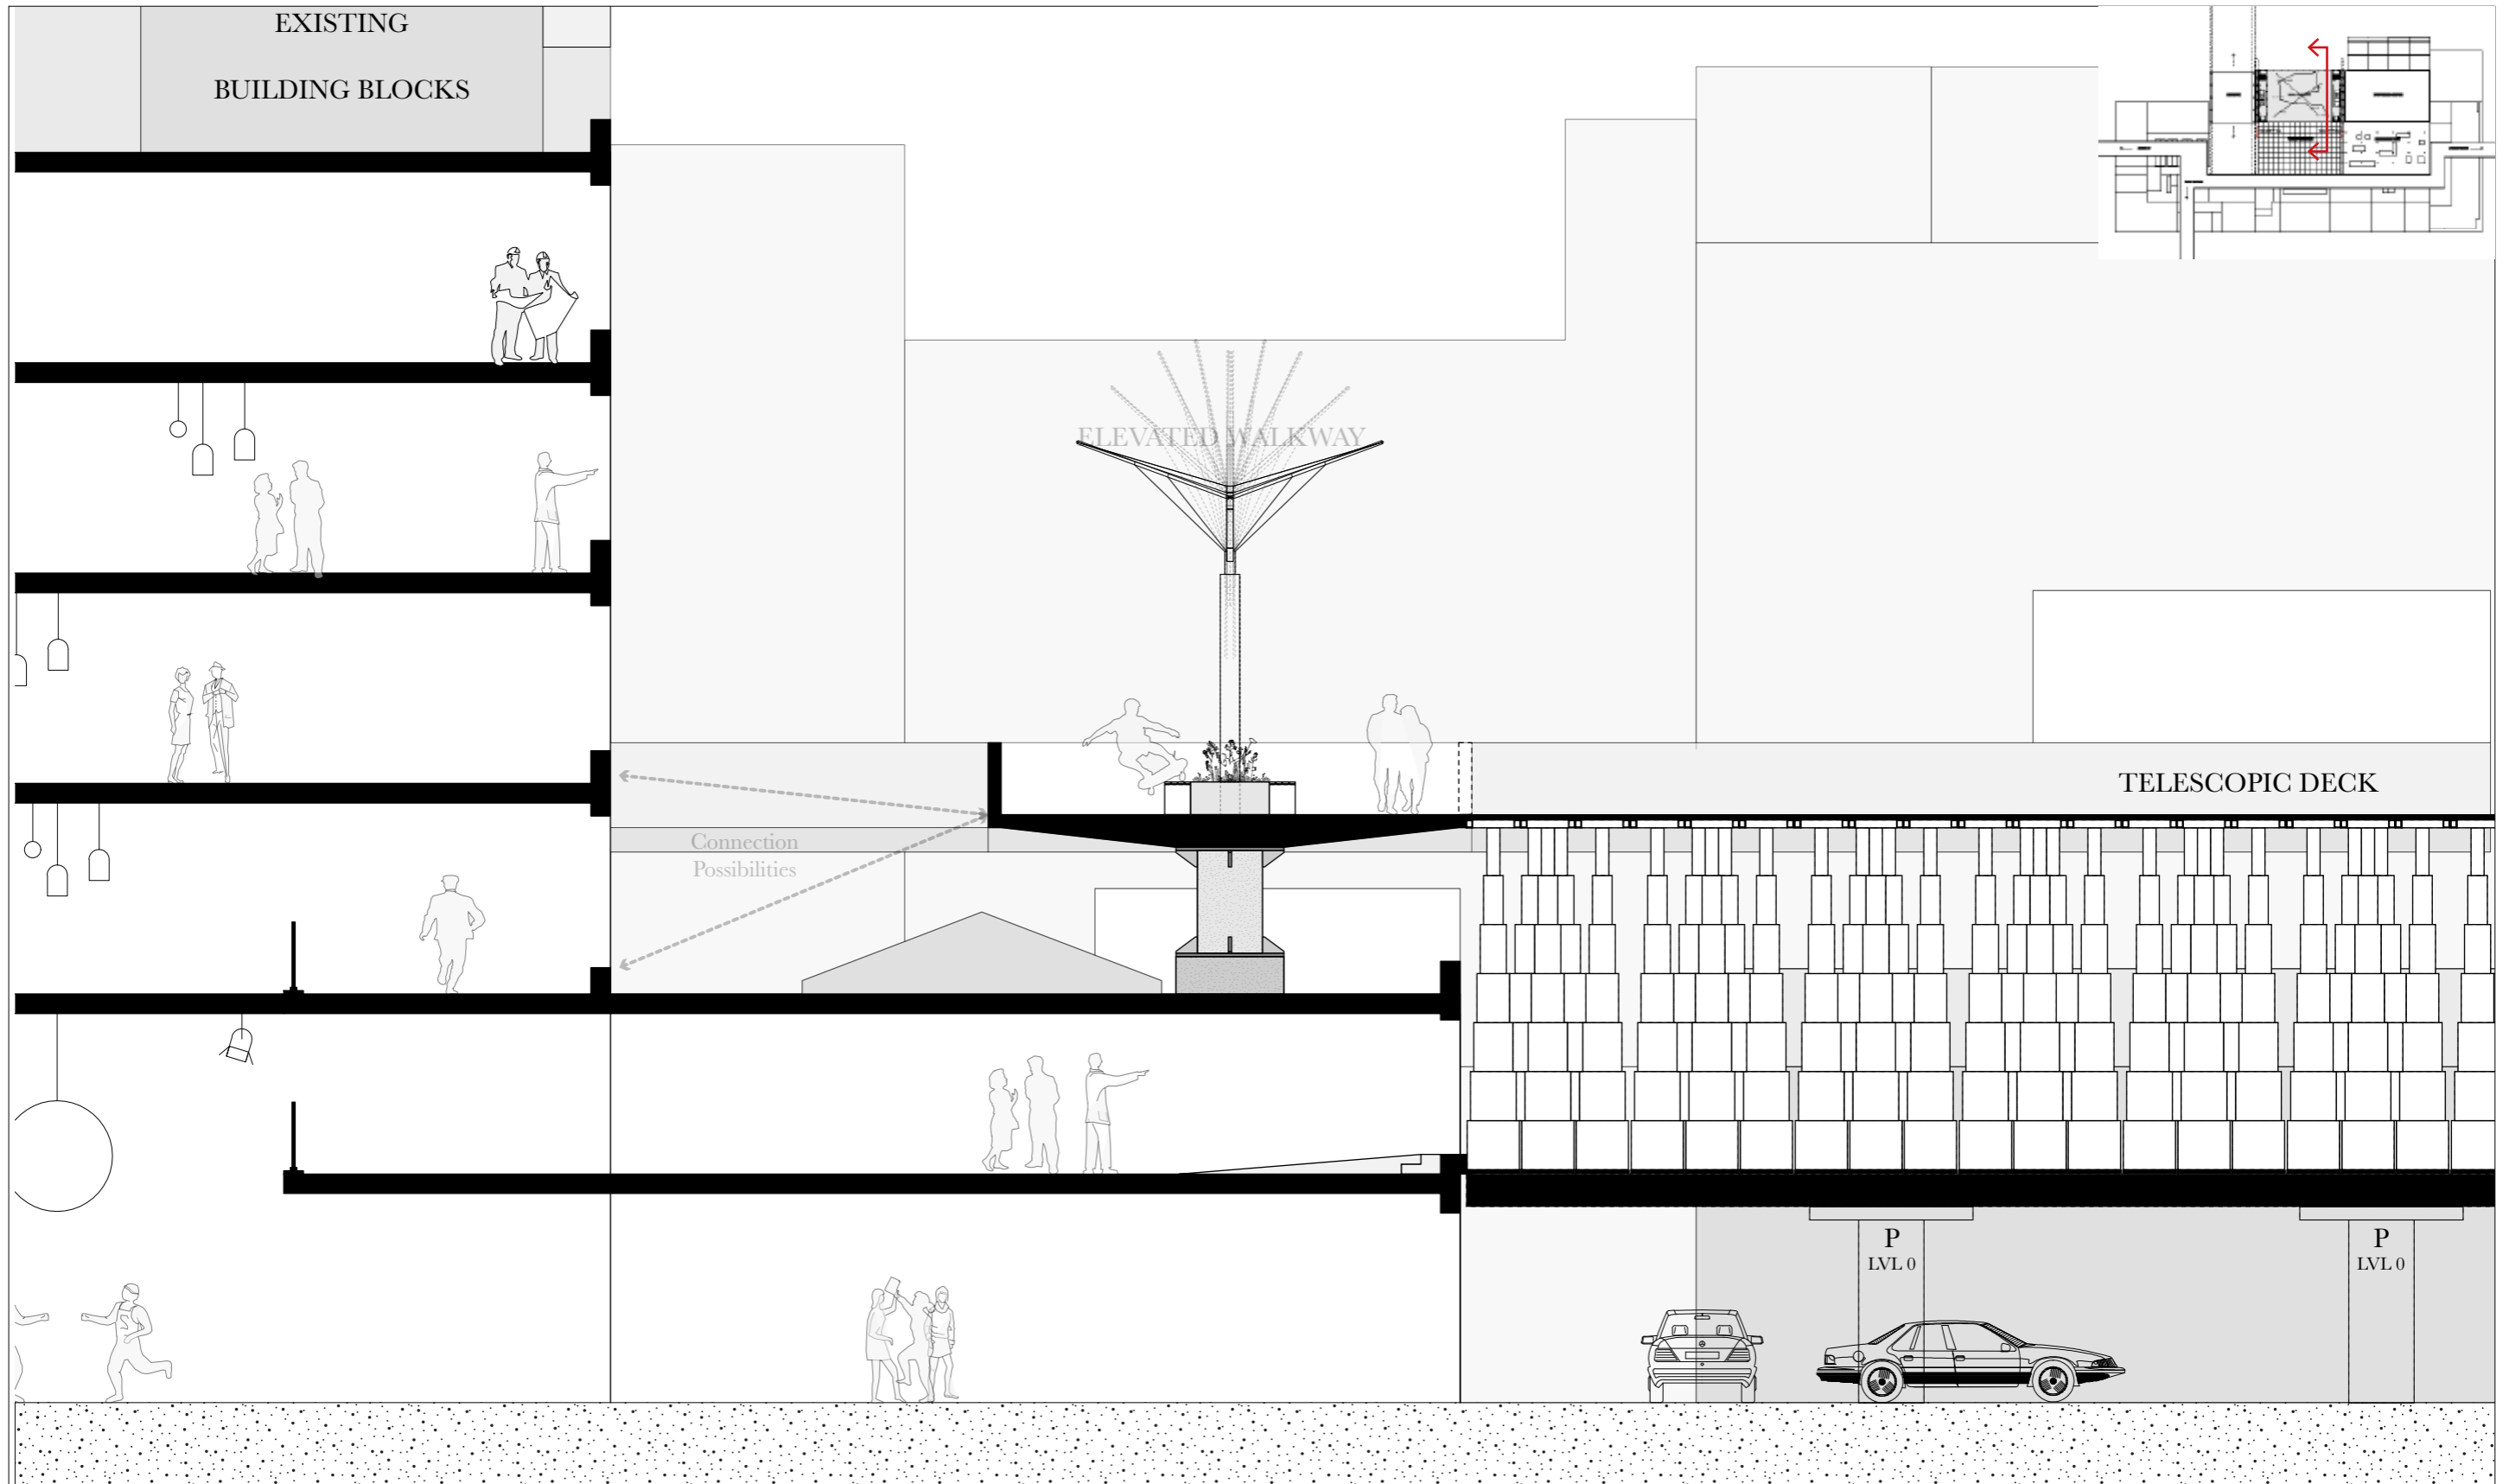 EXISTING
BUILDING BLOCKS
ELEVATED WALKWAY
TELESCOPIC DECK
Connection
Possibilities
P
LVL 0
P
LVL 0